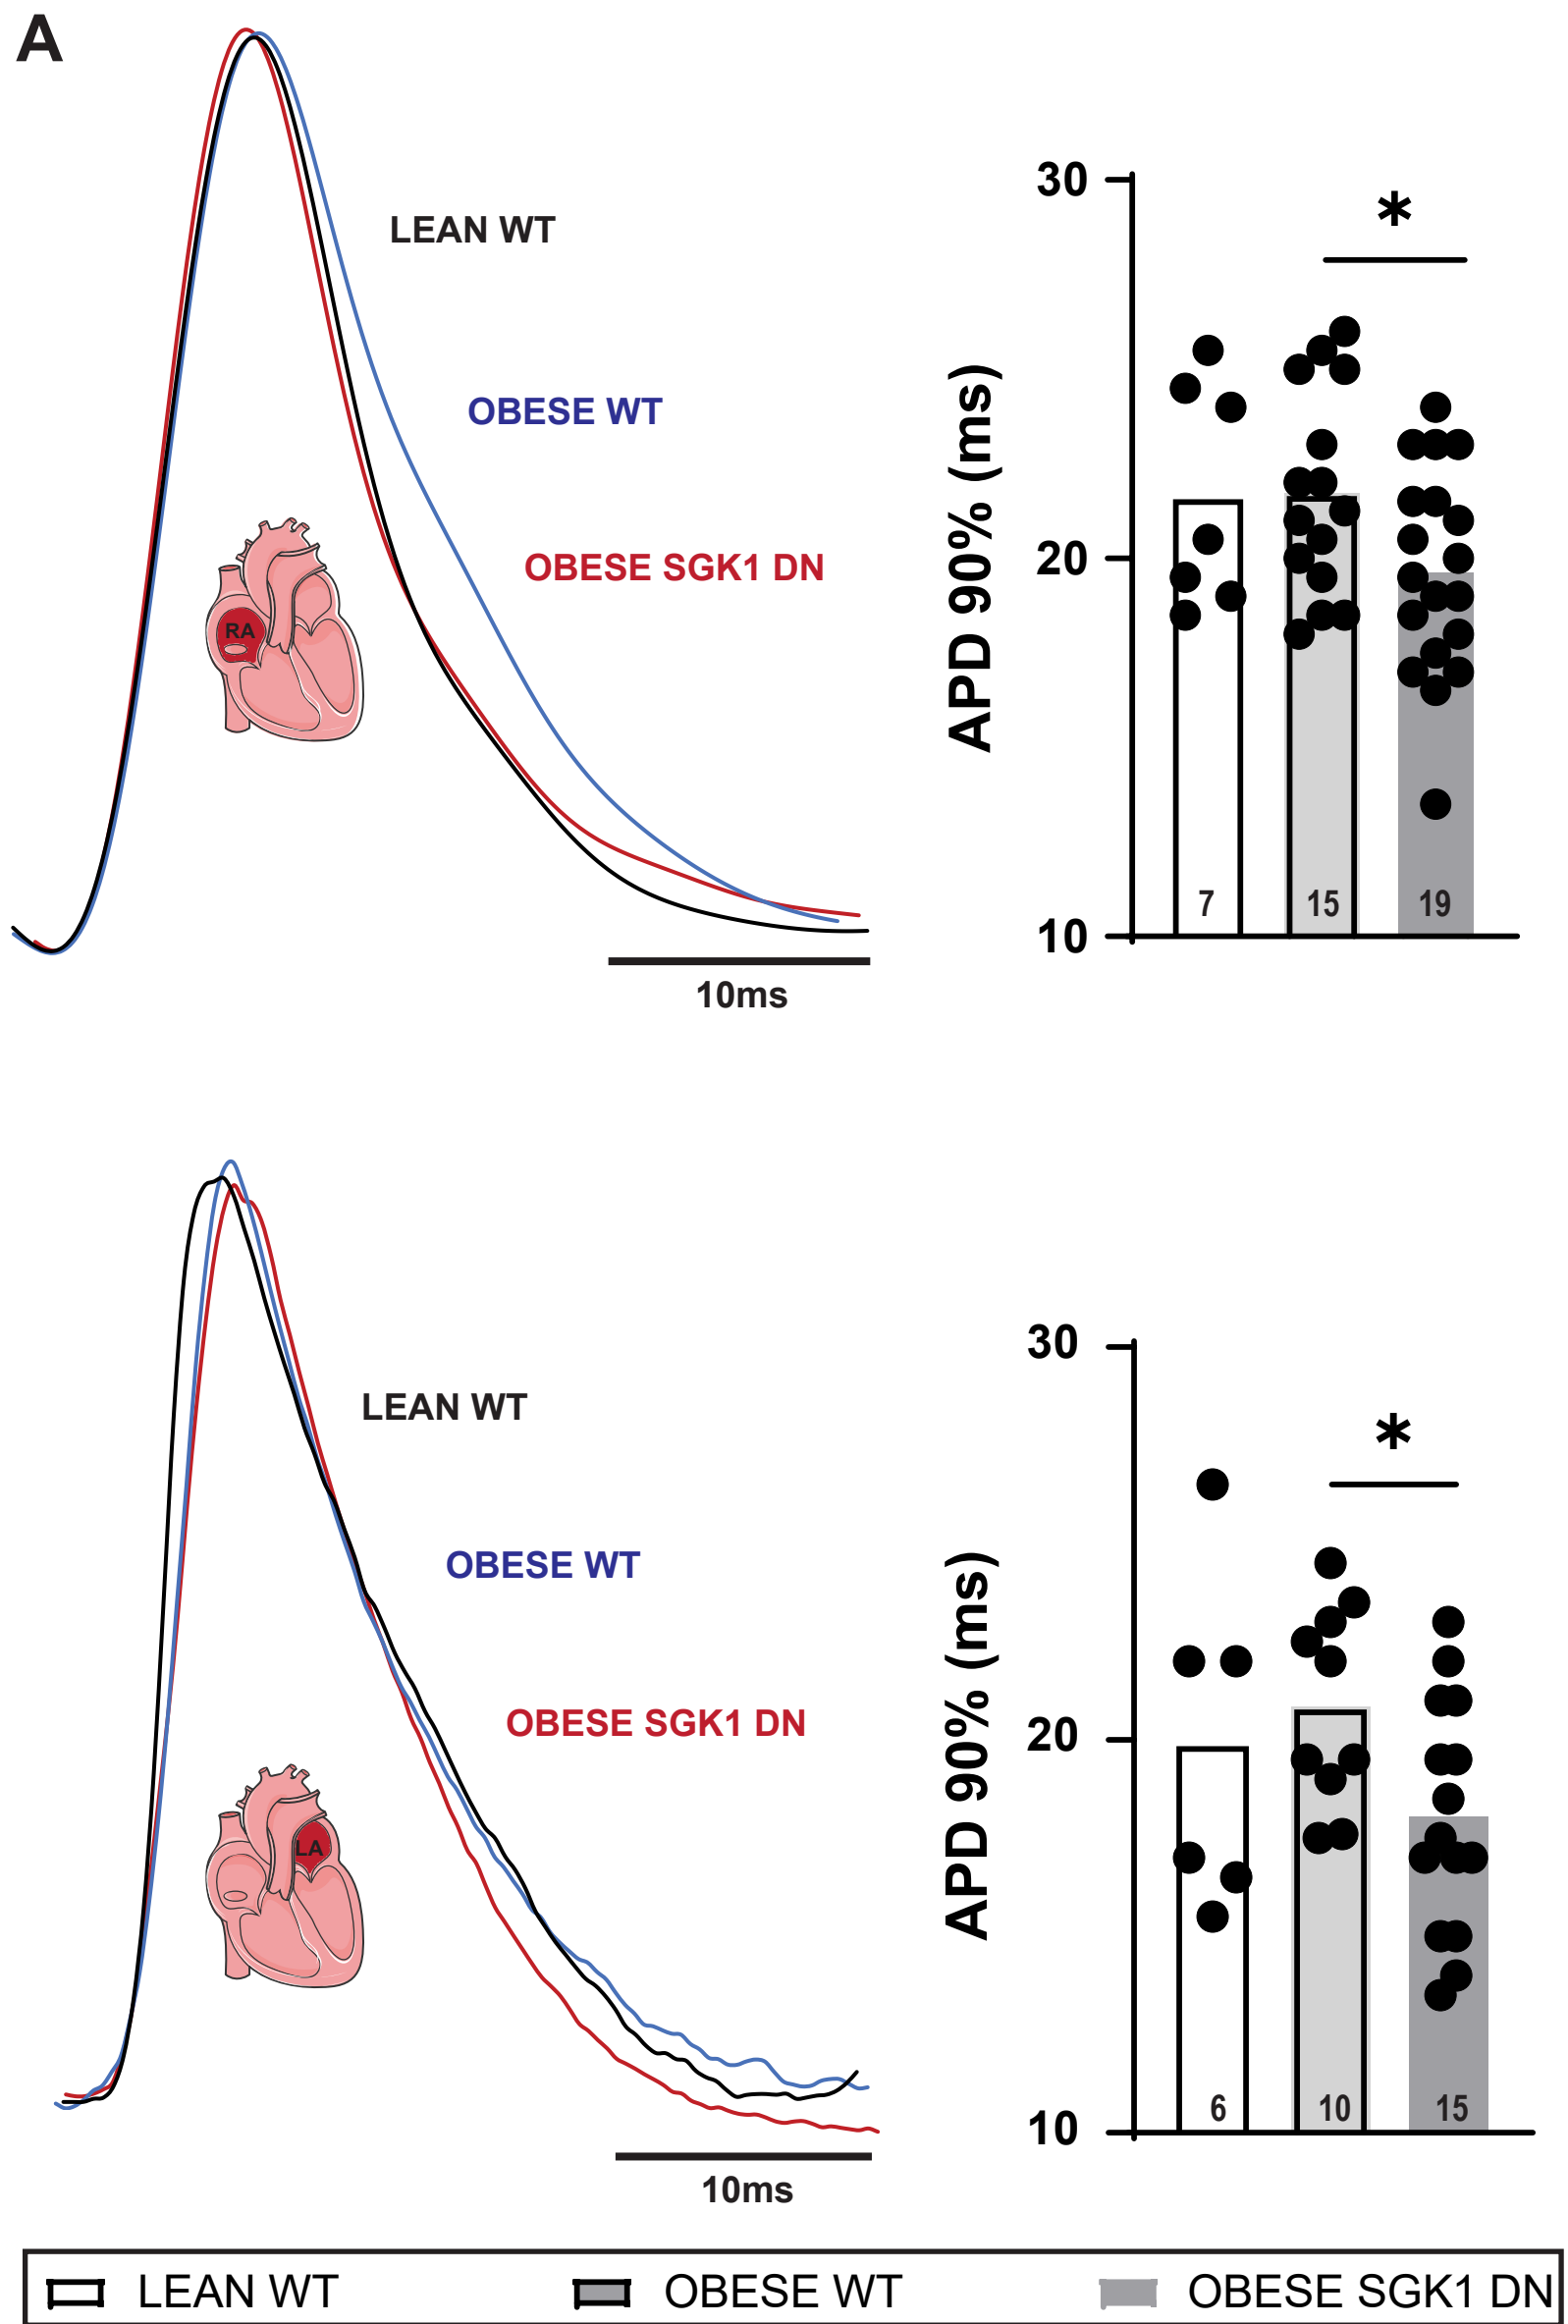 A
LEAN WT
OBESE WT
OBESE SGK1 DN
RA
10ms
APD 90% (ms)
30
20
10
*
7 15 19
LEAN WT
OBESE WT
OBESE SGK1 DN
LA
10ms
APD 90% (ms)
30
20
10
*
6 10 15
LEAN WT OBESE WT OBESE SGK1 DN